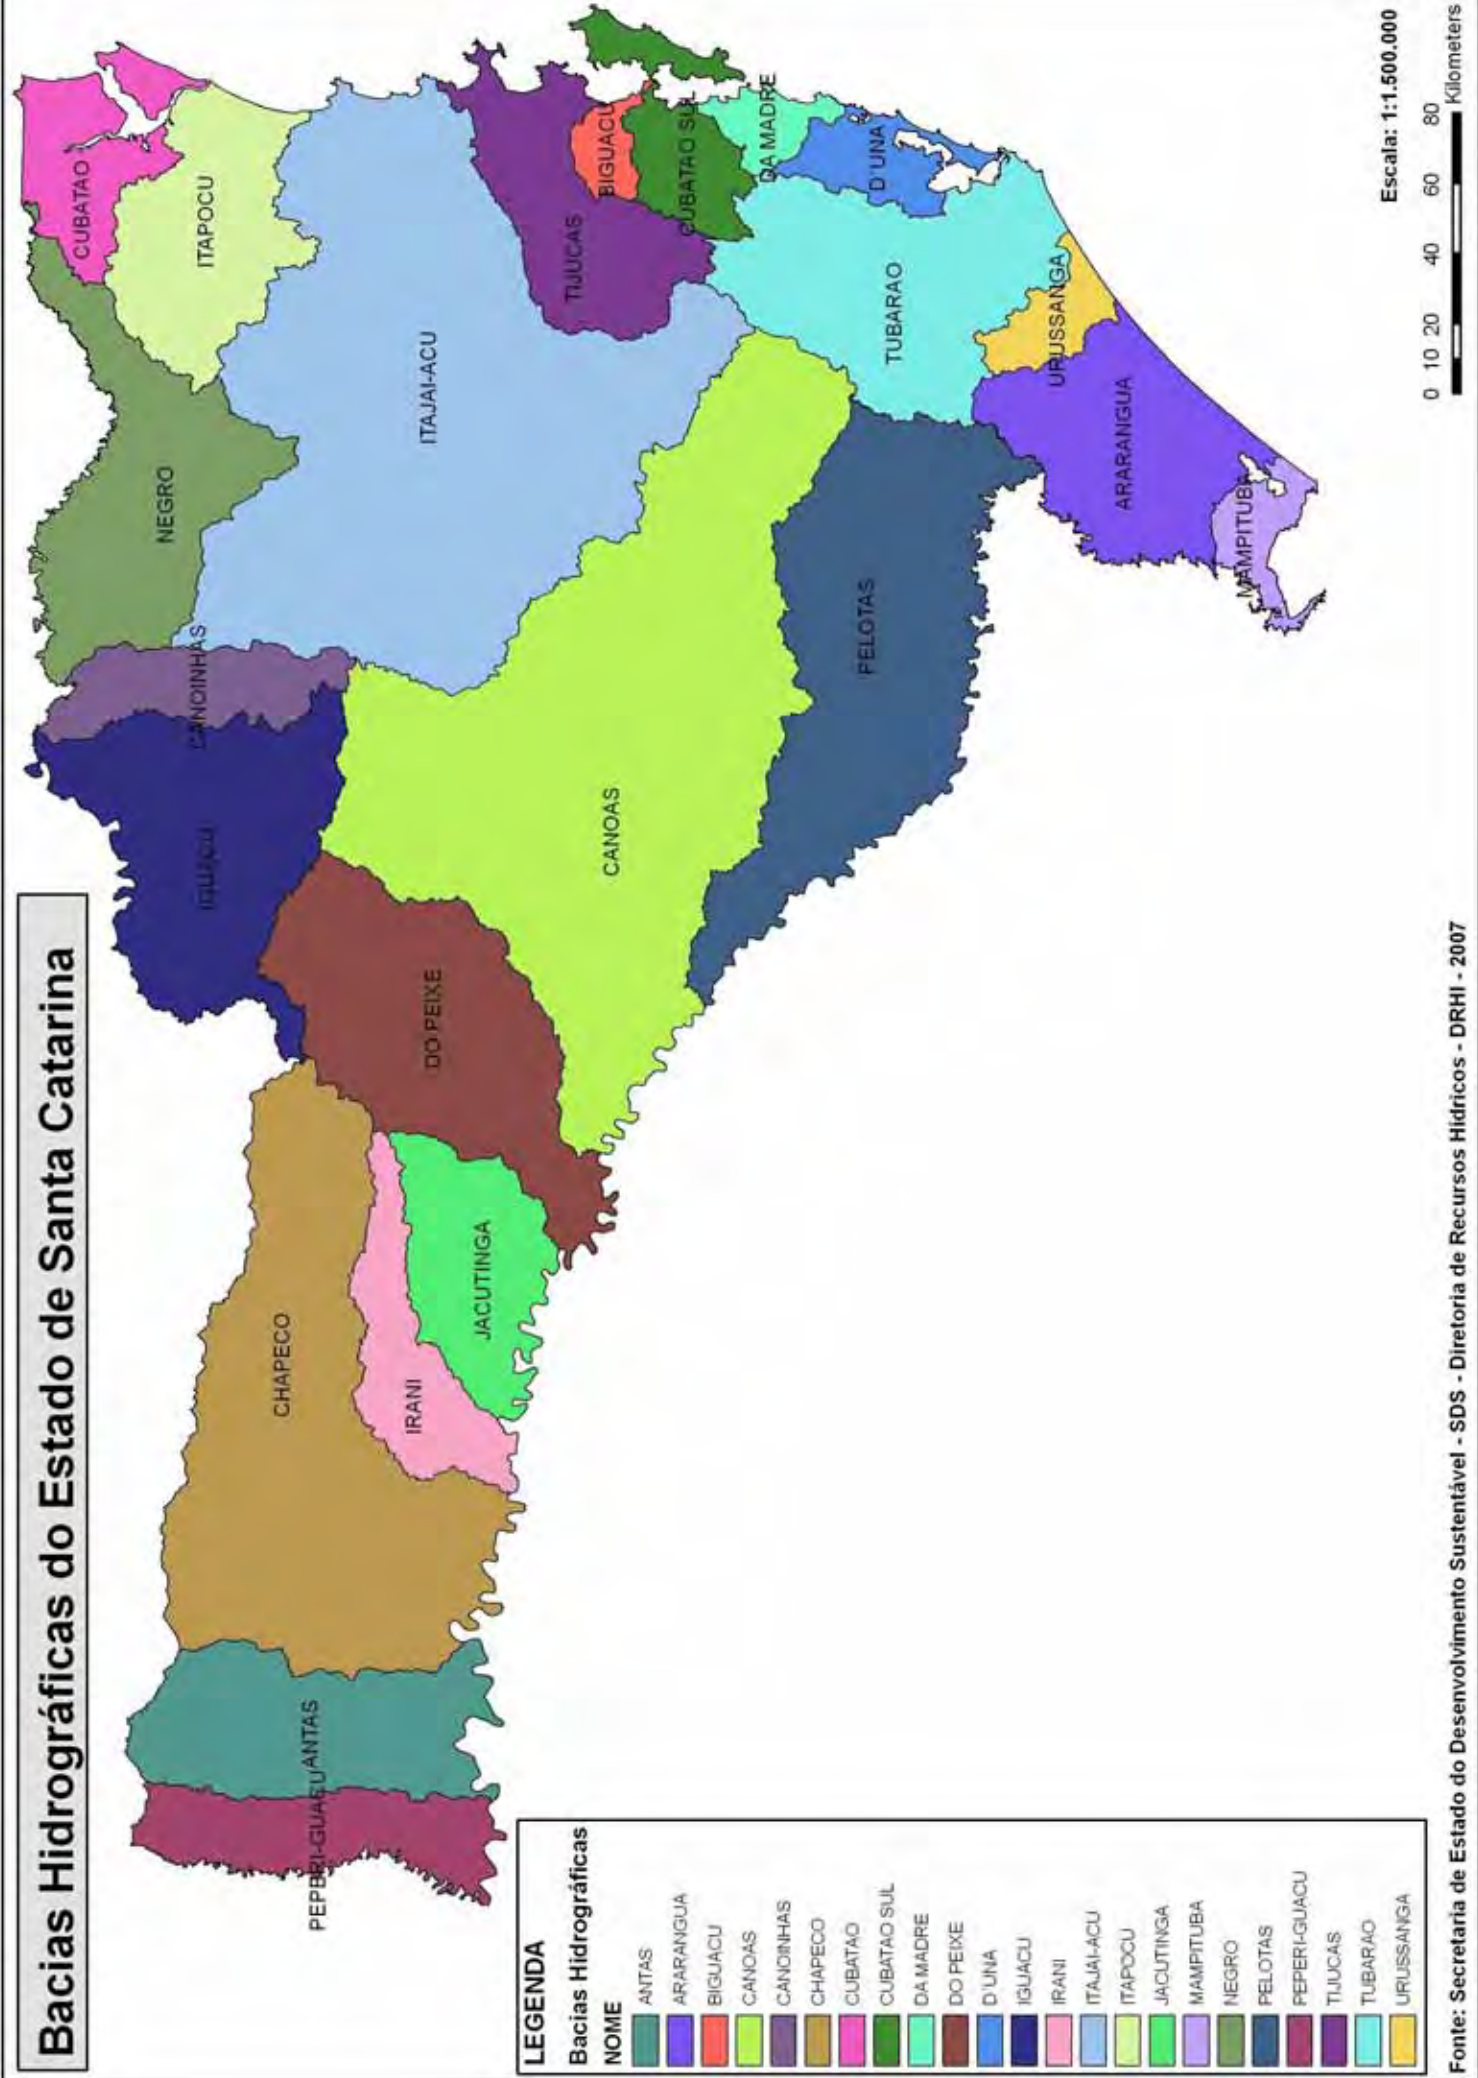 Bacias Hidrográficas do Estado de Santa Catarina
CUBATAO
ITAPOCU
NEGRO
CANOINHAS
IGUACU
ITAJAI-ACU
TIJUCAS
BIGUACU
CUBATAO SUL
DA MADRE
D'UNA
TUBARAO
URUSSANGA
ARARANGUA
MAMPITUBA
PELOTAS
CANOAS
DO PEIXE
JACUTINGA
IRANI
CHAPECO
ANTAS
PEPERI-GUACU
LEGENDA
Bacias Hidrográficas
NOME
ANTAS
ARARANGUA
BIGUACU
CANOAS
CANOINHAS
CHAPECO
CUBATAO
CUBATAO SUL
DA MADRE
DO PEIXE
D'UNA
IGUACU
IRANI
ITAJAI-ACU
ITAPOCU
JACUTINGA
MAMPITUBA
NEGRO
PELOTAS
PEPERI-GUACU
TIJUCAS
TUBARAO
URUSSANGA
Escala: 1:1.500.000
0 10 20 40 60 80
Kilometers
Fonte: Secretaria de Estado do Desenvolvimento Sustentável - SDS - Diretoria de Recursos Hídricos - DRHI - 2007